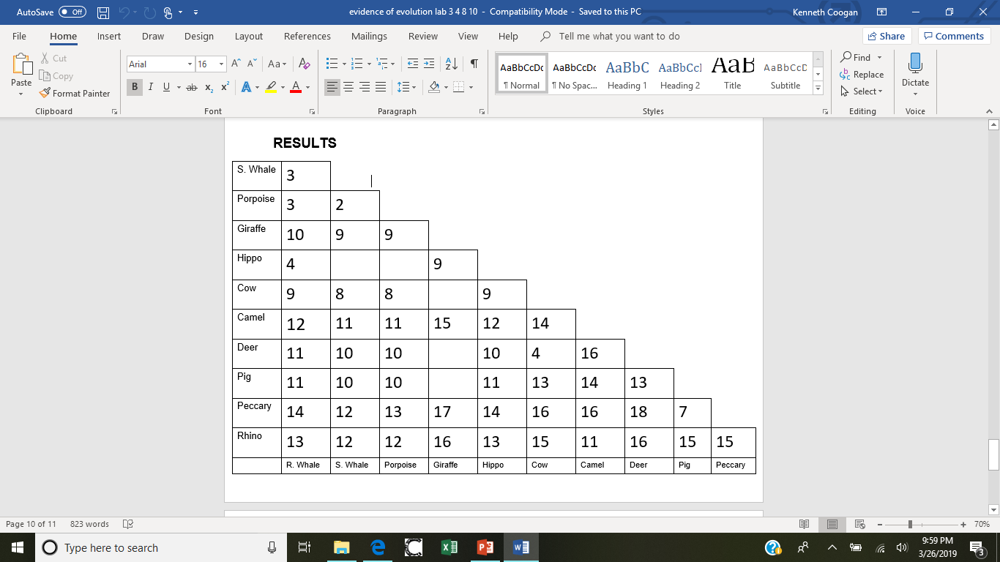 AutoSave Off
evidence of evolution lab 3 4 8 10 - Compatibility Mode - Saved to this PC
Kenneth Coogan
File Home Insert Draw Design Layout References Mailings Review View Help Tell me what you want to do Share Comments
Paste
Cut
Copy
Format Painter
Clipboard
Arial 16
Font
Paragraph
AaBbCcDc AaBbCcDc AaBbC AaBbCcI AaB AaBbCcD
¶ Normal ¶ No Spac... Heading 1 Heading 2 Title Subtitle
Styles
Find
Replace
Select
Editing
Dictate
Voice
RESULTS
S. Whale 3
Porpoise 3 2
Giraffe 10 9 9
Hippo 4 9
Cow 9 8 8 9
Camel 12 11 11 15 12 14
Deer 11 10 10 10 4 16
Pig 11 10 10 11 13 14 13
Peccary 14 12 13 17 14 16 16 18 7
Rhino 13 12 12 16 13 15 11 16 15 15
R. Whale S. Whale Porpoise Giraffe Hippo Cow Camel Deer Pig Peccary
Page 10 of 11 823 words 70%
Type here to search
9:59 PM
3/26/2019
3